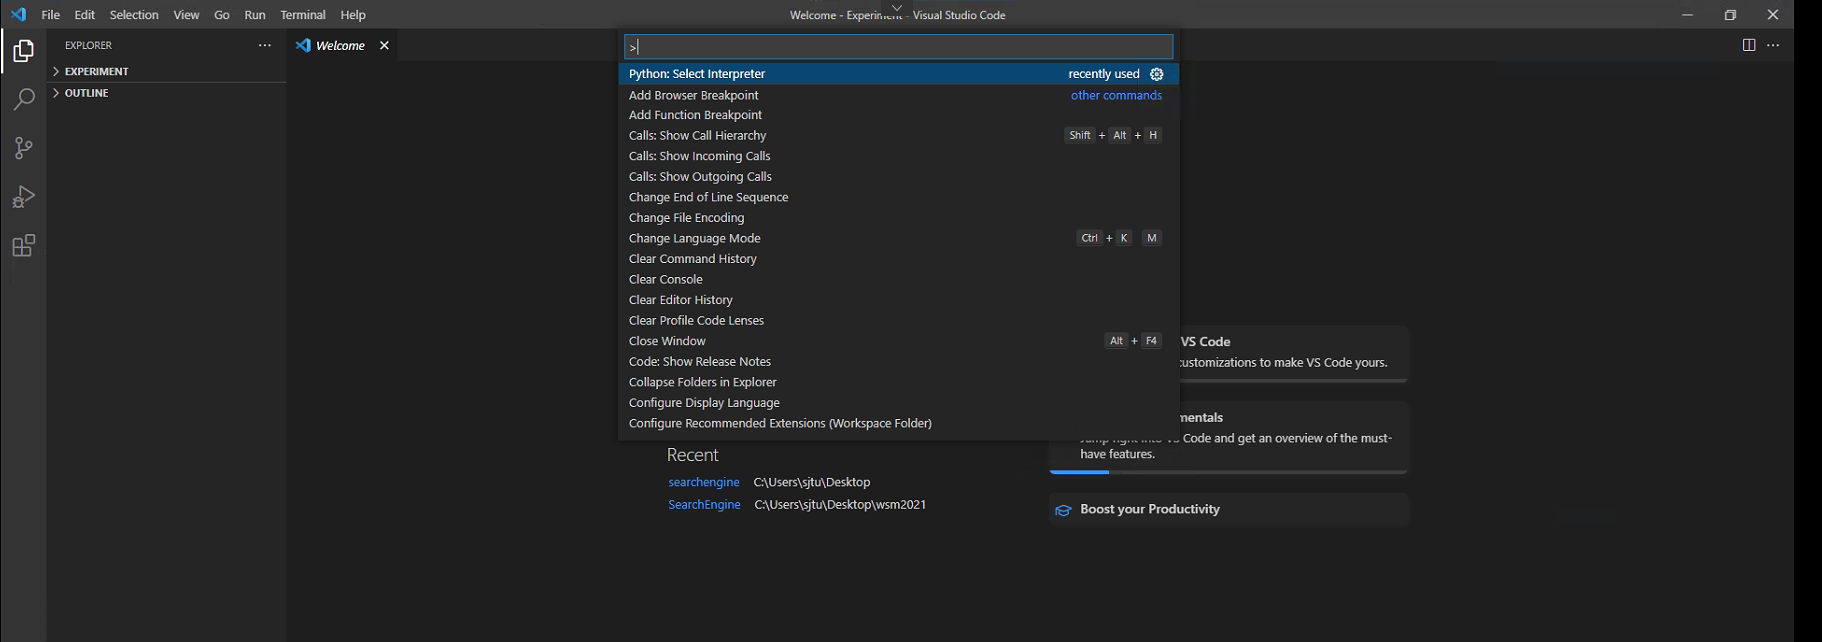 File Edit Selection View Go Run Terminal Help
Welcome - Experiment - Visual Studio Code
EXPLORER
EXPERIMENT
OUTLINE
Welcome
>
Python: Select Interpreter recently used
Add Browser Breakpoint other commands
Add Function Breakpoint
Calls: Show Call Hierarchy Shift + Alt + H
Calls: Show Incoming Calls
Calls: Show Outgoing Calls
Change End of Line Sequence
Change File Encoding
Change Language Mode Ctrl + K M
Clear Command History
Clear Console
Clear Editor History
Clear Profile Code Lenses
Close Window Alt + F4
Code: Show Release Notes
Collapse Folders in Explorer
Configure Display Language
Configure Recommended Extensions (Workspace Folder)
Recent
searchengine C:\Users\sjtu\Desktop
SearchEngine C:\Users\sjtu\Desktop\wsm2021
VS Code
customizations to make VS Code yours.
mentals
Jump right into VS Code and get an overview of the must-
have features.
Boost your Productivity